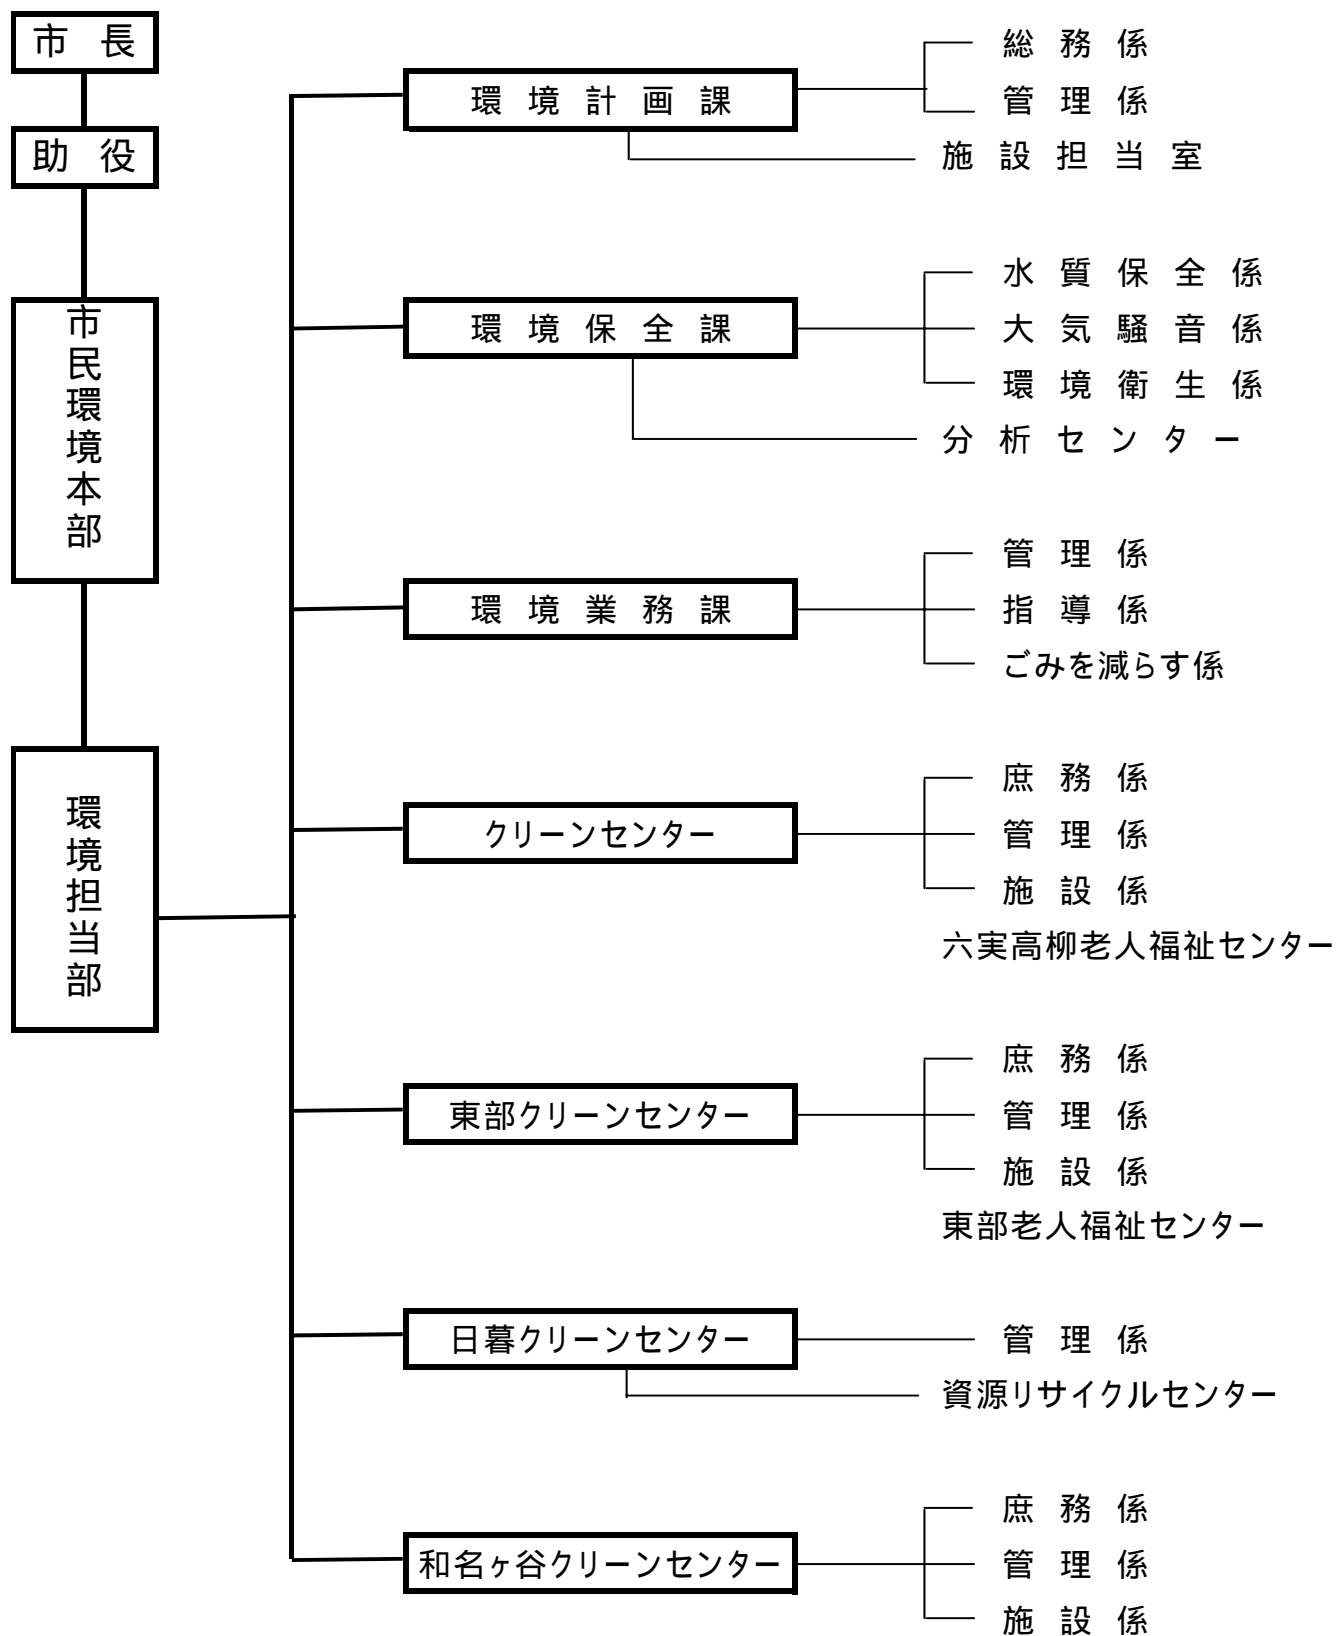 市長
助役
市民環境本部
環境担当部
環境計画課
総務係
管理係
施設担当室
環境保全課
水質保全係
大気騒音係
環境衛生係
分析センター
環境業務課
管理係
指導係
ごみを減らす係
クリーンセンター
庶務係
管理係
施設係
六実高柳老人福祉センター
東部クリーンセンター
庶務係
管理係
施設係
東部老人福祉センター
日暮クリーンセンター
管理係
資源リサイクルセンター
和名ヶ谷クリーンセンター
庶務係
管理係
施設係